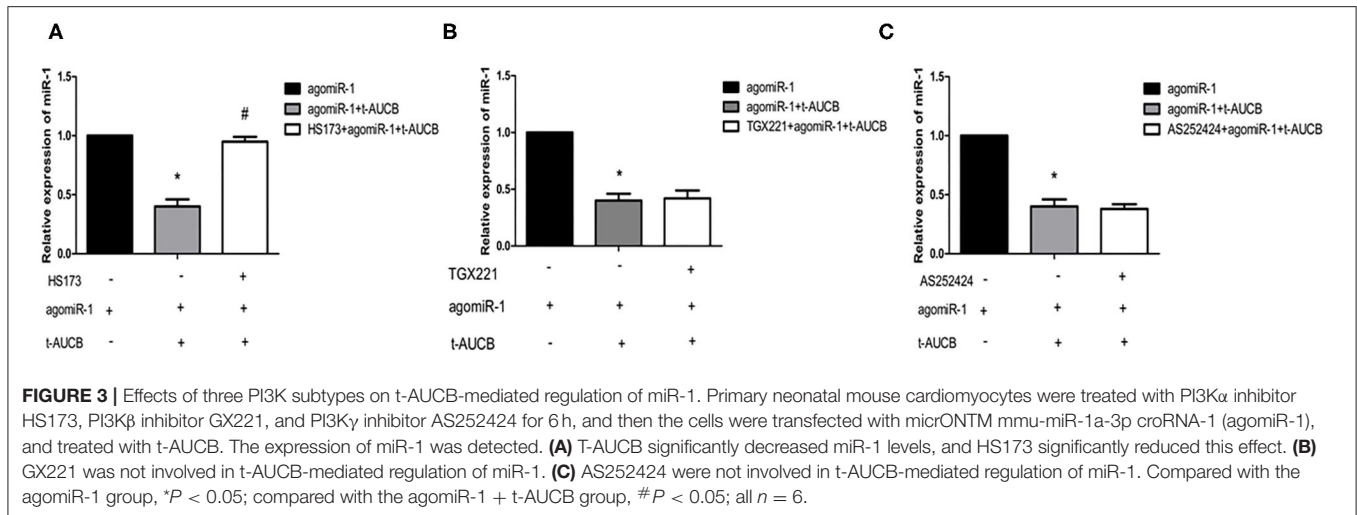 A
Relative expression of miR-1
1.5
1.0
0.5
0.0
*
#
agomiR-1
agomiR-1+t-AUCB
HS173+agomiR-1+t-AUCB
HS173 - - +
agomiR-1 + + +
t-AUCB - + +
B
Relative expression of miR-1
1.5
1.0
0.5
0.0
*
agomiR-1
agomiR-1+t-AUCB
TGX221+agomiR-1+t-AUCB
TGX221 - - +
agomiR-1 + + +
t-AUCB - + +
C
Relative expression of miR-1
1.5
1.0
0.5
0.0
*
agomiR-1
agomiR-1+t-AUCB
AS252424+agomiR-1+t-AUCB
AS252424 - - +
agomiR-1 + + +
t-AUCB - + +
FIGURE 3 | Effects of three PI3K subtypes on t-AUCB-mediated regulation of miR-1. Primary neonatal mouse cardiomyocytes were treated with PI3Kα inhibitor
HS173, PI3Kβ inhibitor GX221, and PI3Kγ inhibitor AS252424 for 6 h, and then the cells were transfected with micrONTM mmu-miR-1a-3p croRNA-1 (agomiR-1),
and treated with t-AUCB. The expression of miR-1 was detected. (A) T-AUCB significantly decreased miR-1 levels, and HS173 significantly reduced this effect. (B)
GX221 was not involved in t-AUCB-mediated regulation of miR-1. (C) AS252424 were not involved in t-AUCB-mediated regulation of miR-1. Compared with the
agomiR-1 group, *P < 0.05; compared with the agomiR-1 + t-AUCB group, #P < 0.05; all n = 6.